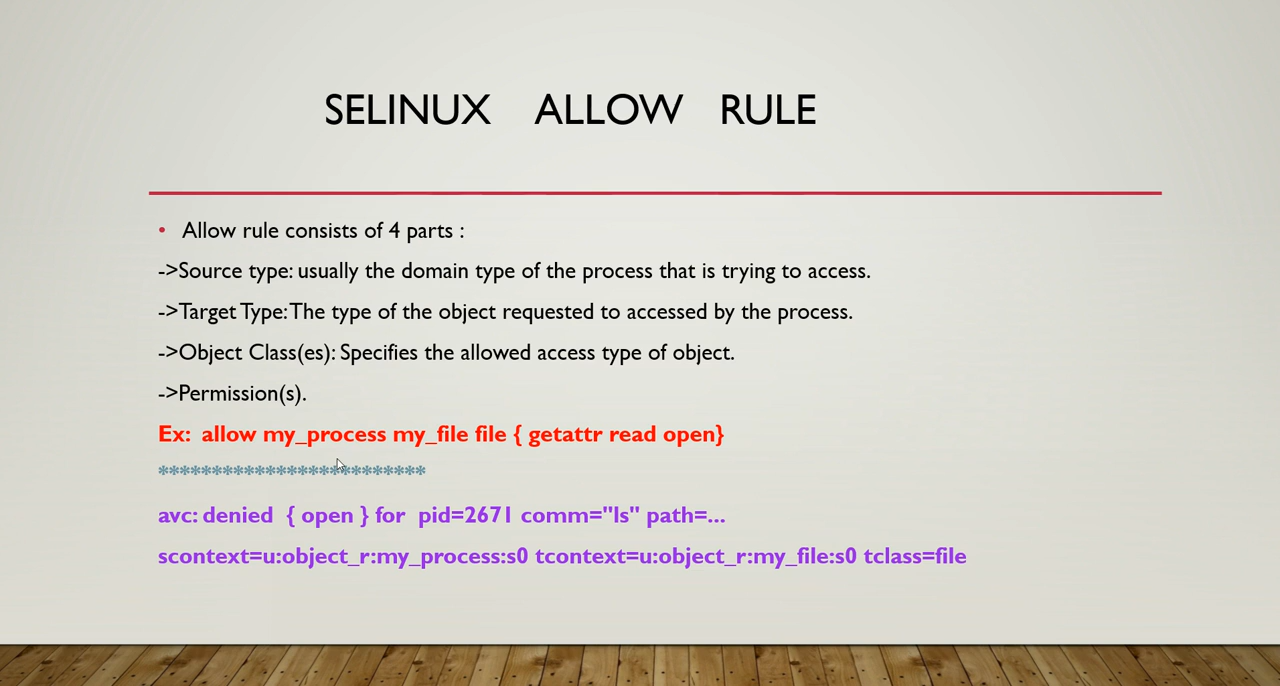 SELINUX ALLOW RULE
• Allow rule consists of 4 parts :
->Source type: usually the domain type of the process that is trying to access.
->Target Type: The type of the object requested to accessed by the process.
->Object Class(es): Specifies the allowed access type of object.
->Permission(s).
Ex: allow my_process my_file file { getattr read open}
*************************
avc: denied { open } for pid=2671 comm="ls" path=...
scontext=u:object_r:my_process:s0 tcontext=u:object_r:my_file:s0 tclass=file